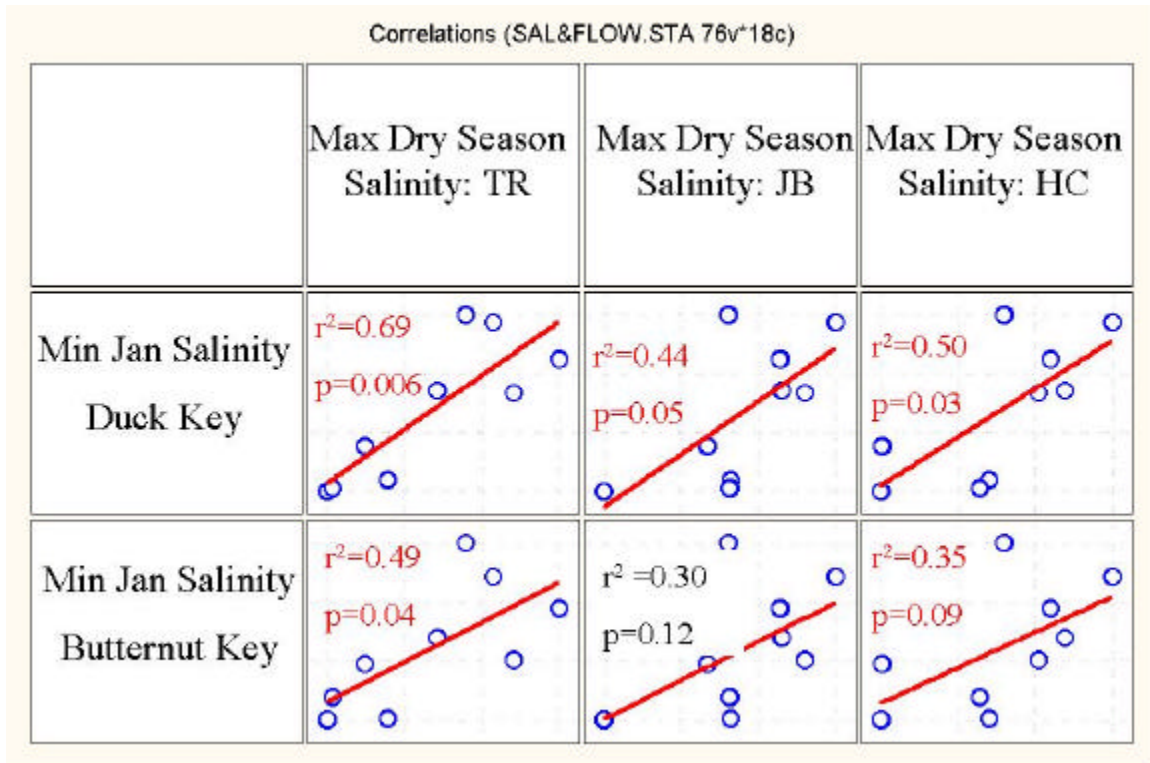 Correlations (SAL&FLOW.STA 76v*18c)
Max Dry Season
Salinity: TR
Max Dry Season
Salinity: JB
Max Dry Season
Salinity: HC
Min Jan Salinity
Duck Key
r²=0.69
p=0.006
r²=0.44
p=0.05
r²=0.50
p=0.03
Min Jan Salinity
Butternut Key
r²=0.49
p=0.04
r² =0.30
p=0.12
r²=0.35
p=0.09